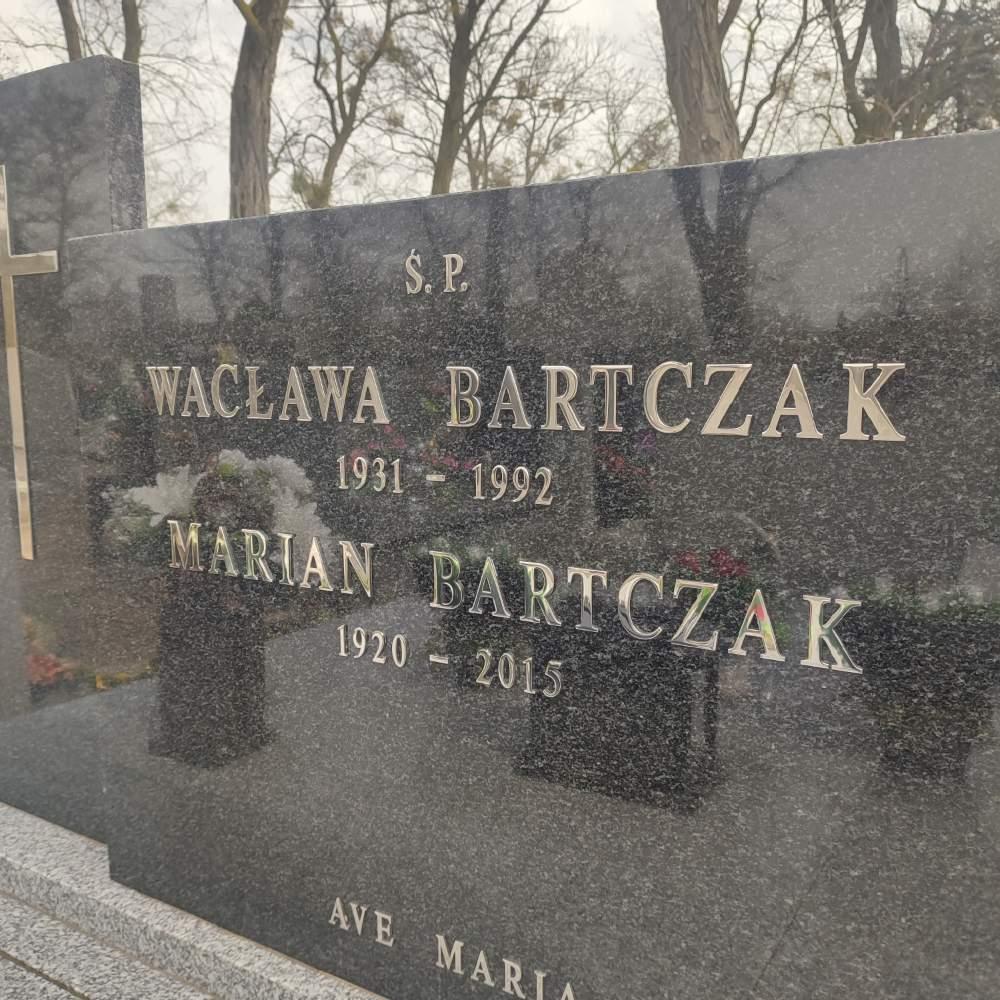 Ś. P.
WACŁAWA BARTCZAK
1931 - 1992
MARIAN BARTCZAK
1920 - 2015
AVE MARIA